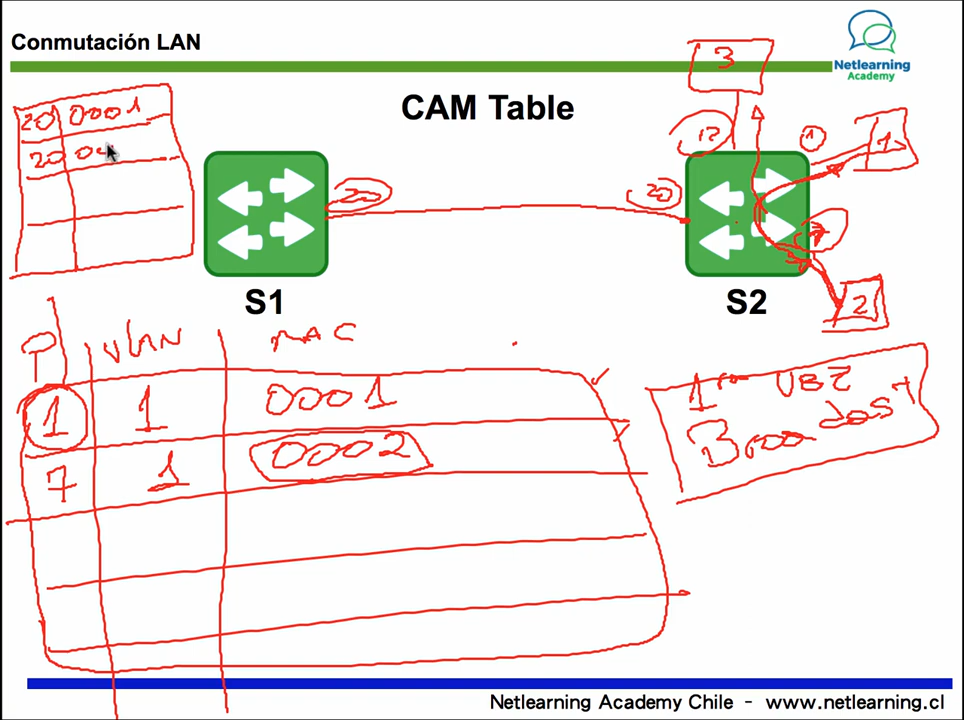 Conmutación LAN
Netlearning
Academy
CAM Table
3
20 0001
20 00
12
1
1
20
20
7
2
S1
S2
P VLAN MAC
1 1 0001
7 1 0002
1ra VEZ
Broadcast
Netlearning Academy Chile - www.netlearning.cl